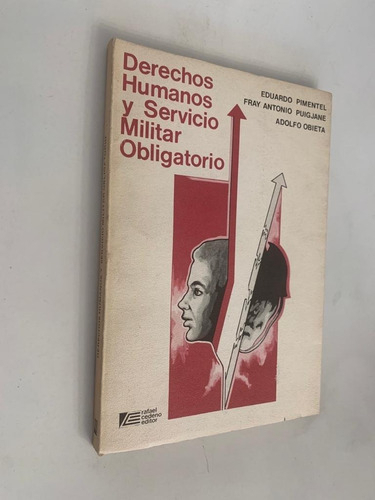 Derechos
Humanos
y Servicio
Militar
Obligatorio
EDUARDO PIMENTEL
FRAY ANTONIO PUIGJANE
ADOLFO OBIETA
rafael
cedeño
editor